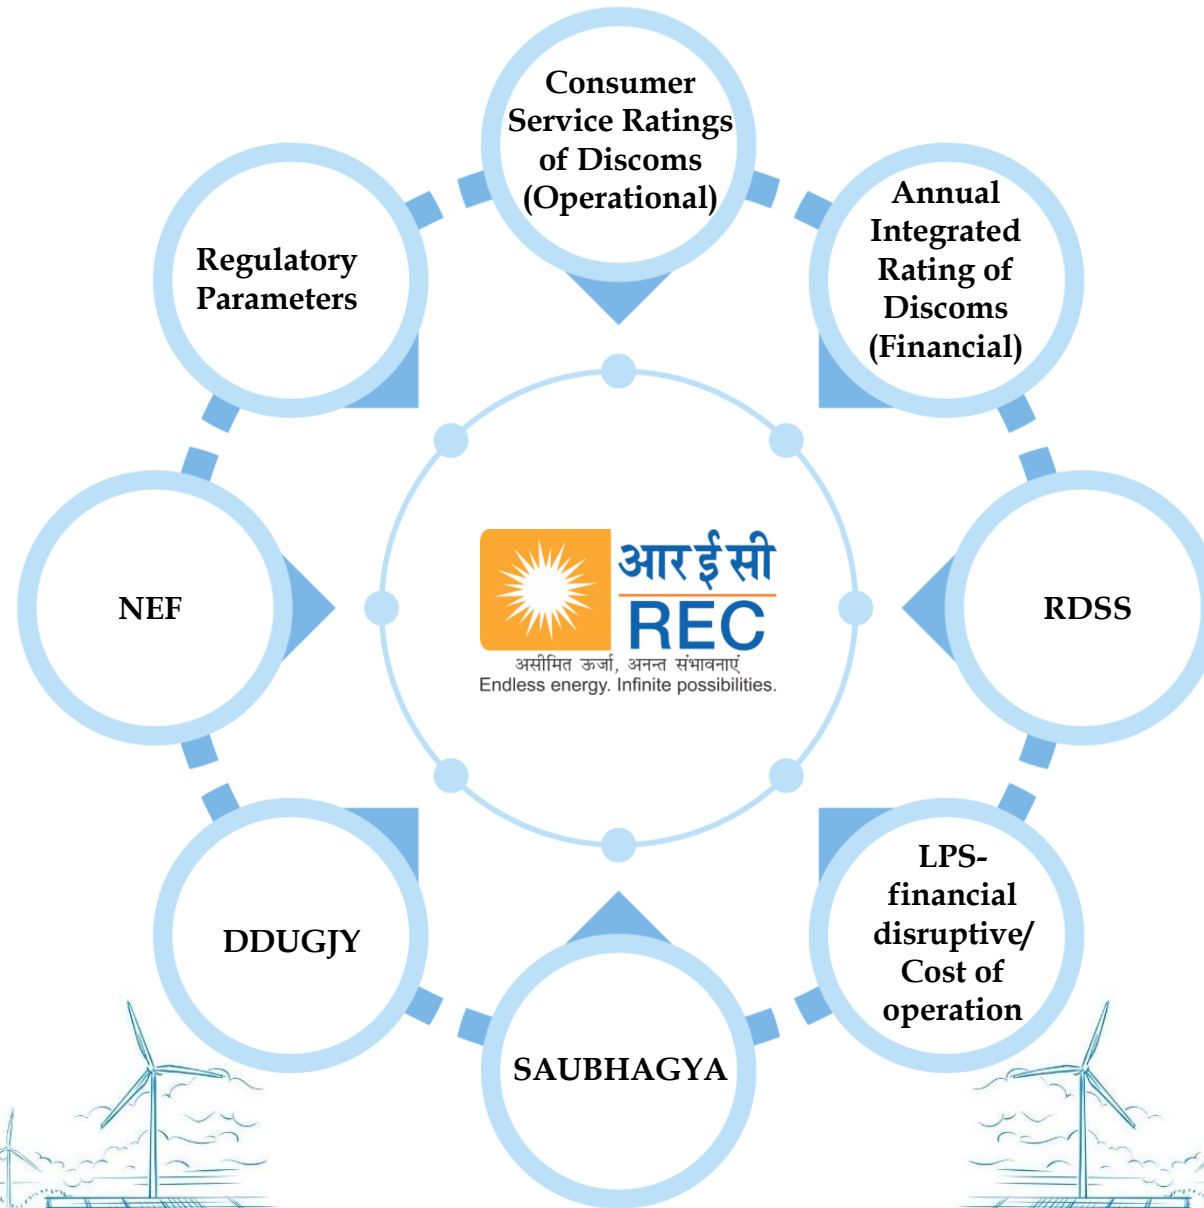 Consumer
Service Ratings
of Discoms
(Operational)
Annual
Integrated
Rating of
Discoms
(Financial)
Regulatory
Parameters
NEF
आर ई सी
REC
असीमित ऊर्जा, अनन्त संभावनाएं
Endless energy. Infinite possibilities.
RDSS
DDUGJY
LPS-
financial
disruptive/
Cost of
operation
SAUBHAGYA